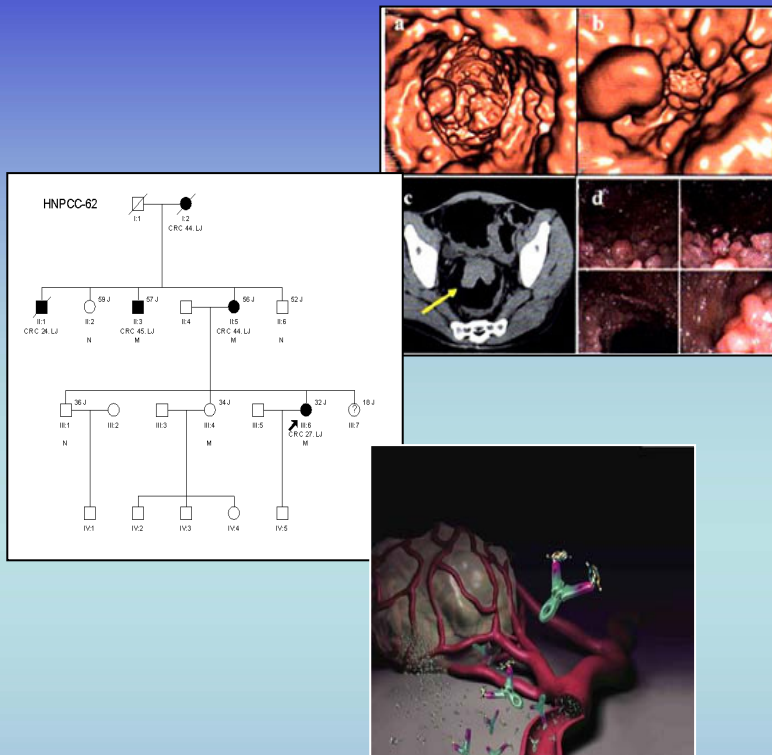 a b
HNPCC-62
I:1 I:2
CRC 44. LJ
c d
59 J 57 J 56 J 52 J
II:1 II:2 II:3 II:4 II:5 II:6
CRC 24. LJ CRC 45. LJ CRC 44. LJ
N M M N
36 J 34 J 32 J ? 18 J
III:1 III:2 III:3 III:4 III:5 III:6 III:7
CRC 27. LJ
N M M
IV:1 IV:2 IV:3 IV:4 IV:5